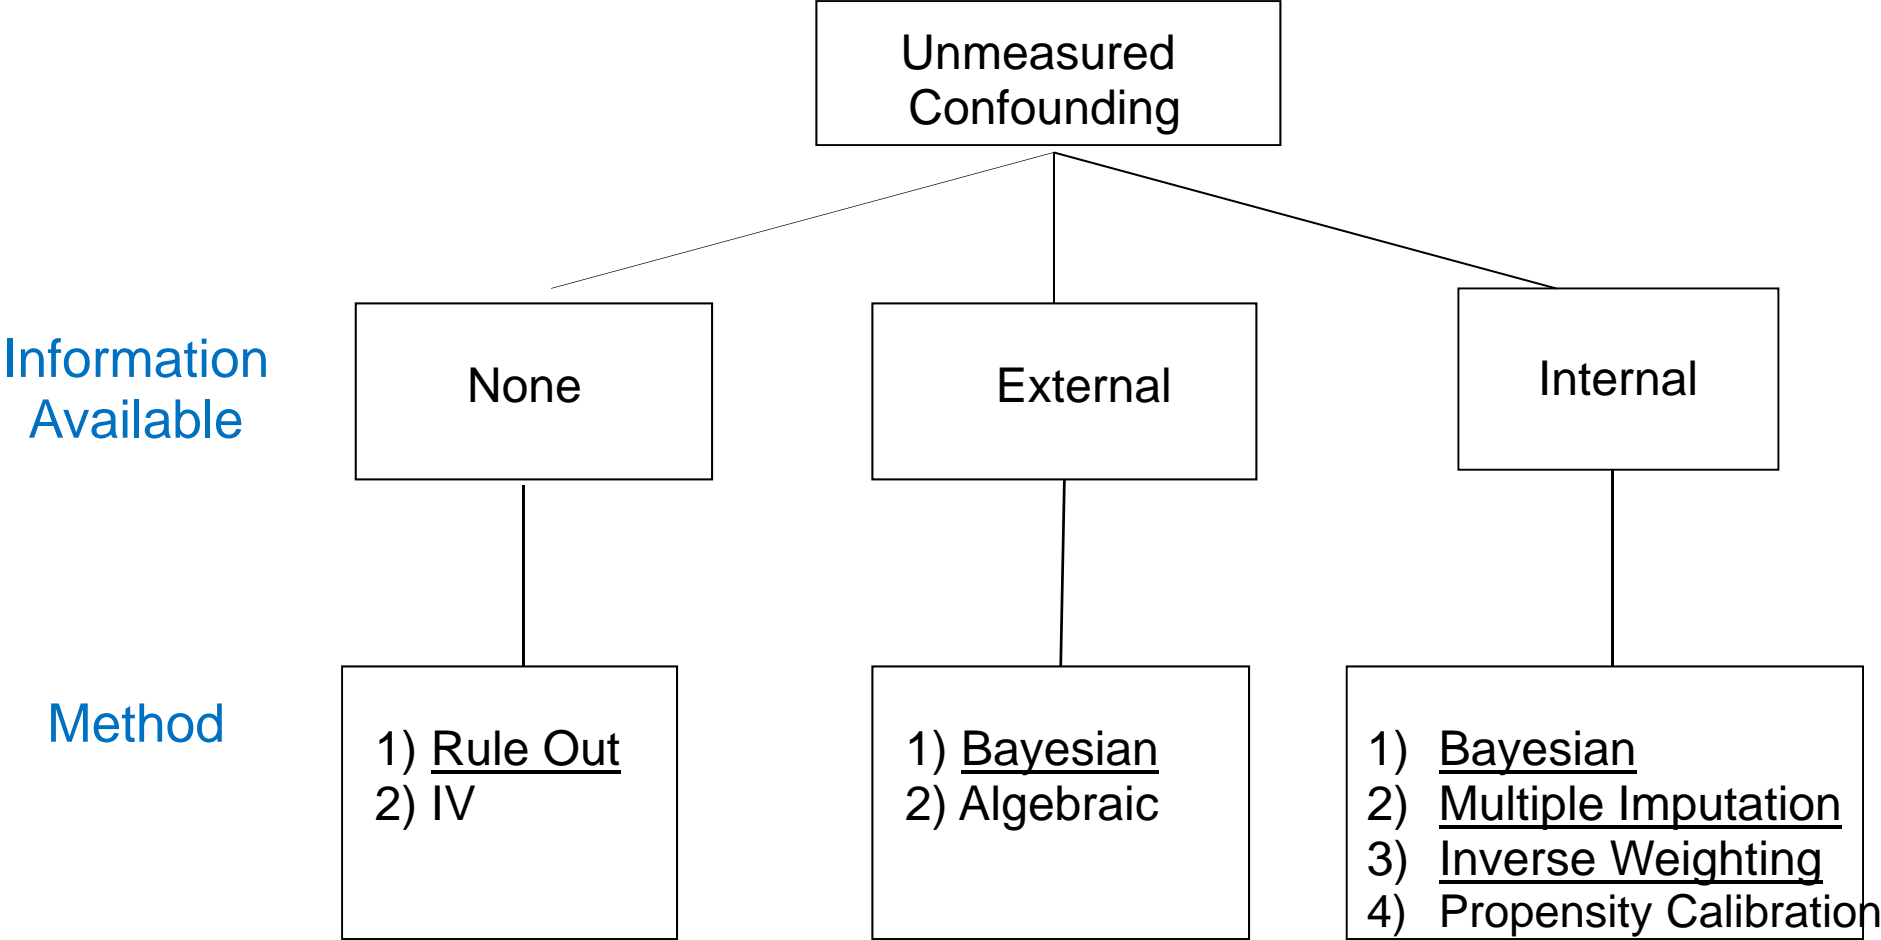 Unmeasured
Confounding
Information
Available
None
External
Internal
Method
1) Rule Out
2) IV
1) Bayesian
2) Algebraic
1) Bayesian
2) Multiple Imputation
3) Inverse Weighting
4) Propensity Calibration